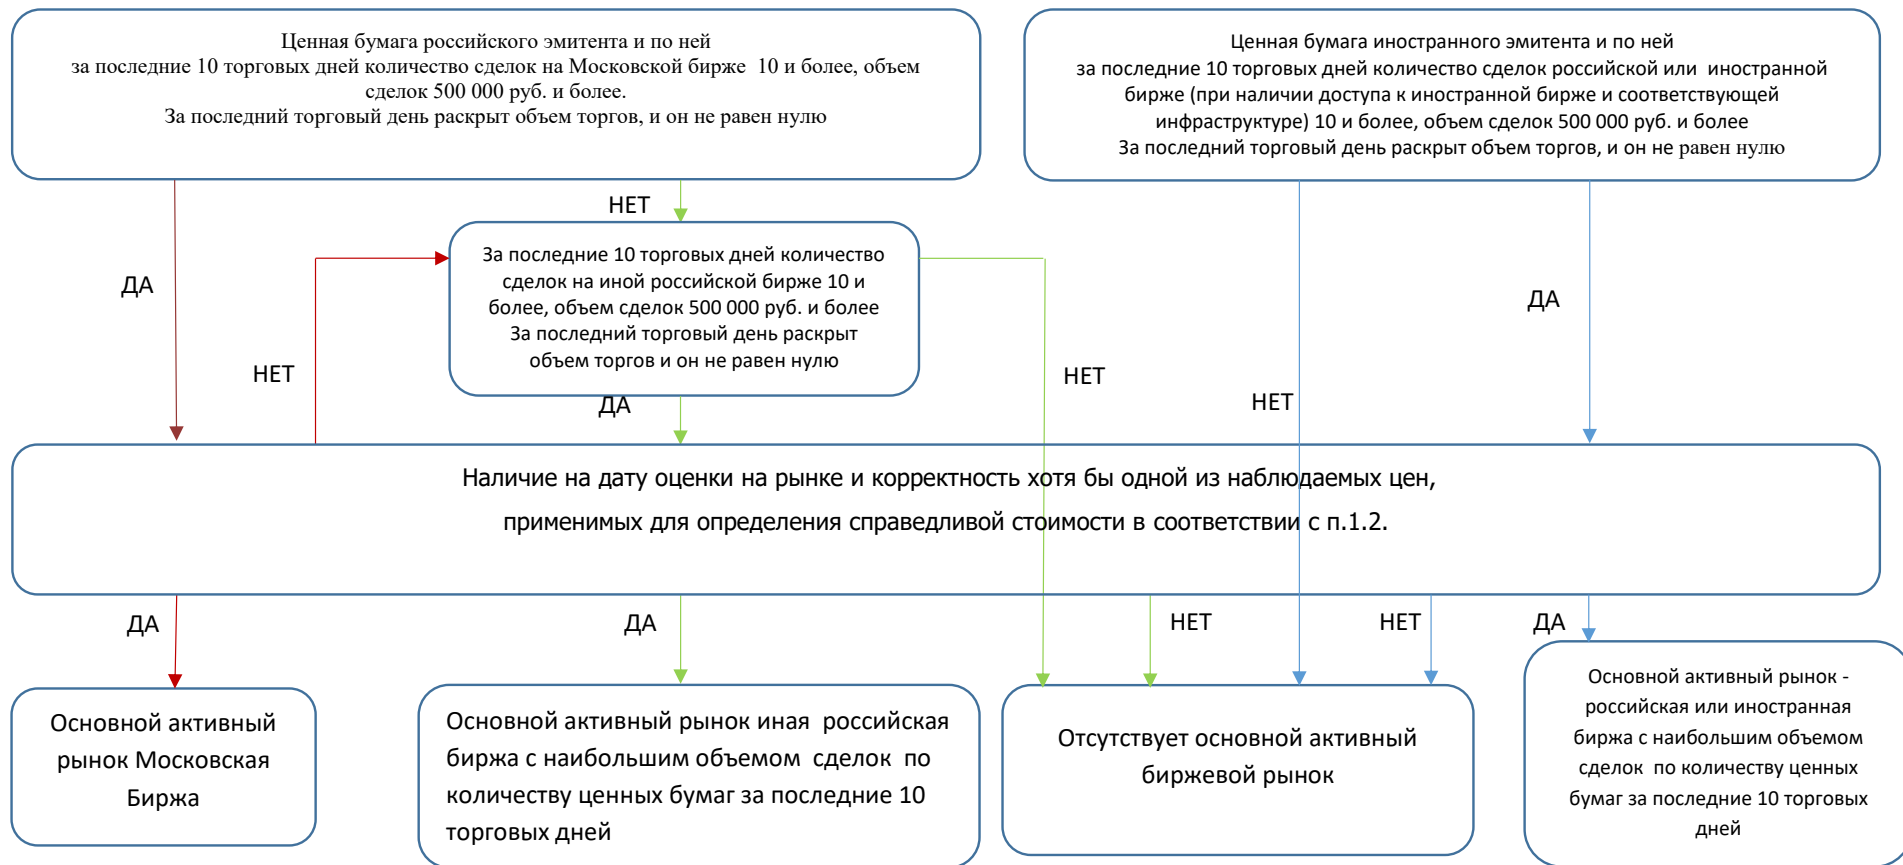 Ценная бумага российского эмитента и по ней
за последние 10 торговых дней количество сделок на Московской бирже  10 и более, объем
сделок 500 000 руб. и более.
За последний торговый день раскрыт объем торгов, и он не равен нулю
Ценная бумага иностранного эмитента и по ней
за последние 10 торговых дней количество сделок российской или  иностранной
бирже (при наличии доступа к иностранной бирже и соответствующей
инфраструктуре) 10 и более, объем сделок 500 000 руб. и более
За последний торговый день раскрыт объем торгов, и он не равен нулю
НЕТ
За последние 10 торговых дней количество
сделок на иной российской бирже 10 и
более, объем сделок 500 000 руб. и более
За последний торговый день раскрыт
объем торгов и он не равен нулю
ДА
ДА
НЕТ
НЕТ
НЕТ
ДА
Наличие на дату оценки на рынке и корректность хотя бы одной из наблюдаемых цен,
применимых для определения справедливой стоимости в соответствии с п.1.2.
ДА
ДА
НЕТ
НЕТ
ДА
Основной активный
рынок Московская
Биржа
Основной активный рынок иная  российская
биржа с наибольшим объемом  сделок  по
количеству ценных бумаг за последние 10
торговых дней
Отсутствует основной активный
биржевой рынок
Основной активный рынок -
российская или иностранная
биржа с наибольшим объемом
сделок  по количеству ценных
бумаг за последние 10 торговых
дней